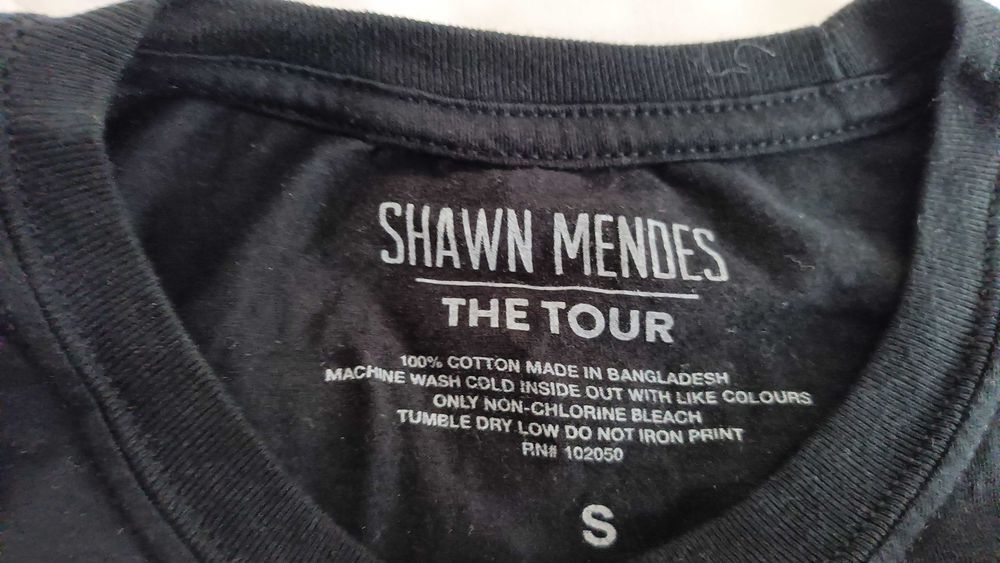 SHAWN MENDES
THE TOUR
100% COTTON MADE IN BANGLADESH
MACHINE WASH COLD INSIDE OUT WITH LIKE COLOURS
ONLY NON-CHLORINE BLEACH
TUMBLE DRY LOW DO NOT IRON PRINT
RN# 102050
S